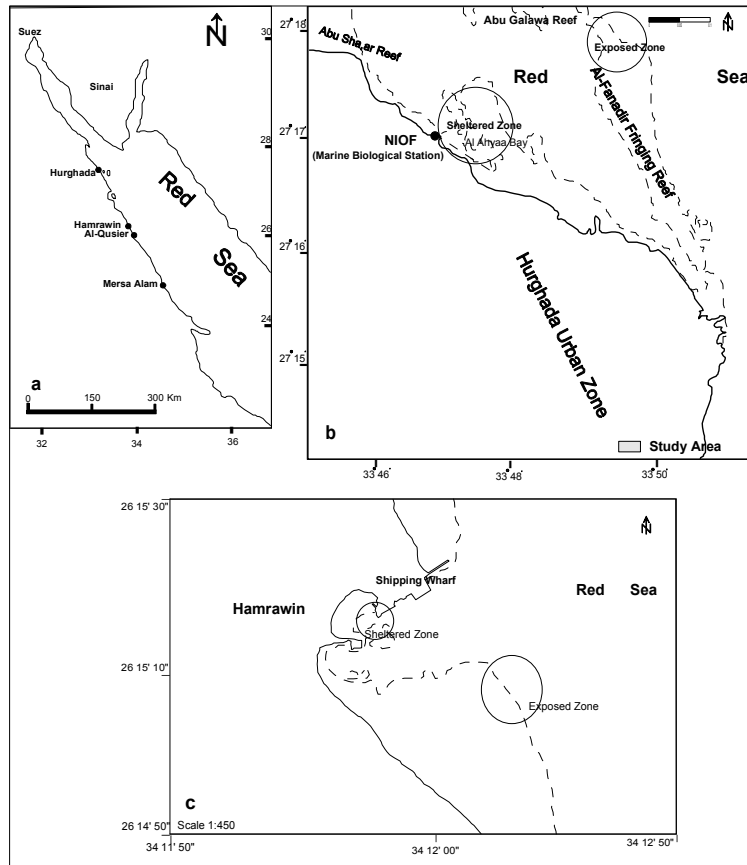 Suez
N
30
Sinai
28
Hurghada
0
Red
Sea
Hamrawin
Al-Qusier
26
Mersa Alam
24
a
0 150 300 Km
32 34 36
27 18
Abu Galawa Reef
N
Abu Shaar Reef
Exposed Zone
Red Sea
Al-Fanadir Fringing Reef
27 17
Sheltered Zone
NIOF
Al Ahyaa Bay
(Marine Biological Station)
27 16
Hurghada Urban Zone
27 15
b
Study Area
33 46 33 48 33 50
26 15' 30"
N
Shipping Wharf
Red Sea
Hamrawin
Sheltered Zone
26 15' 10"
Exposed Zone
c
Scale 1:450
26 14' 50"
34 11' 50" 34 12' 00" 34 12' 50"